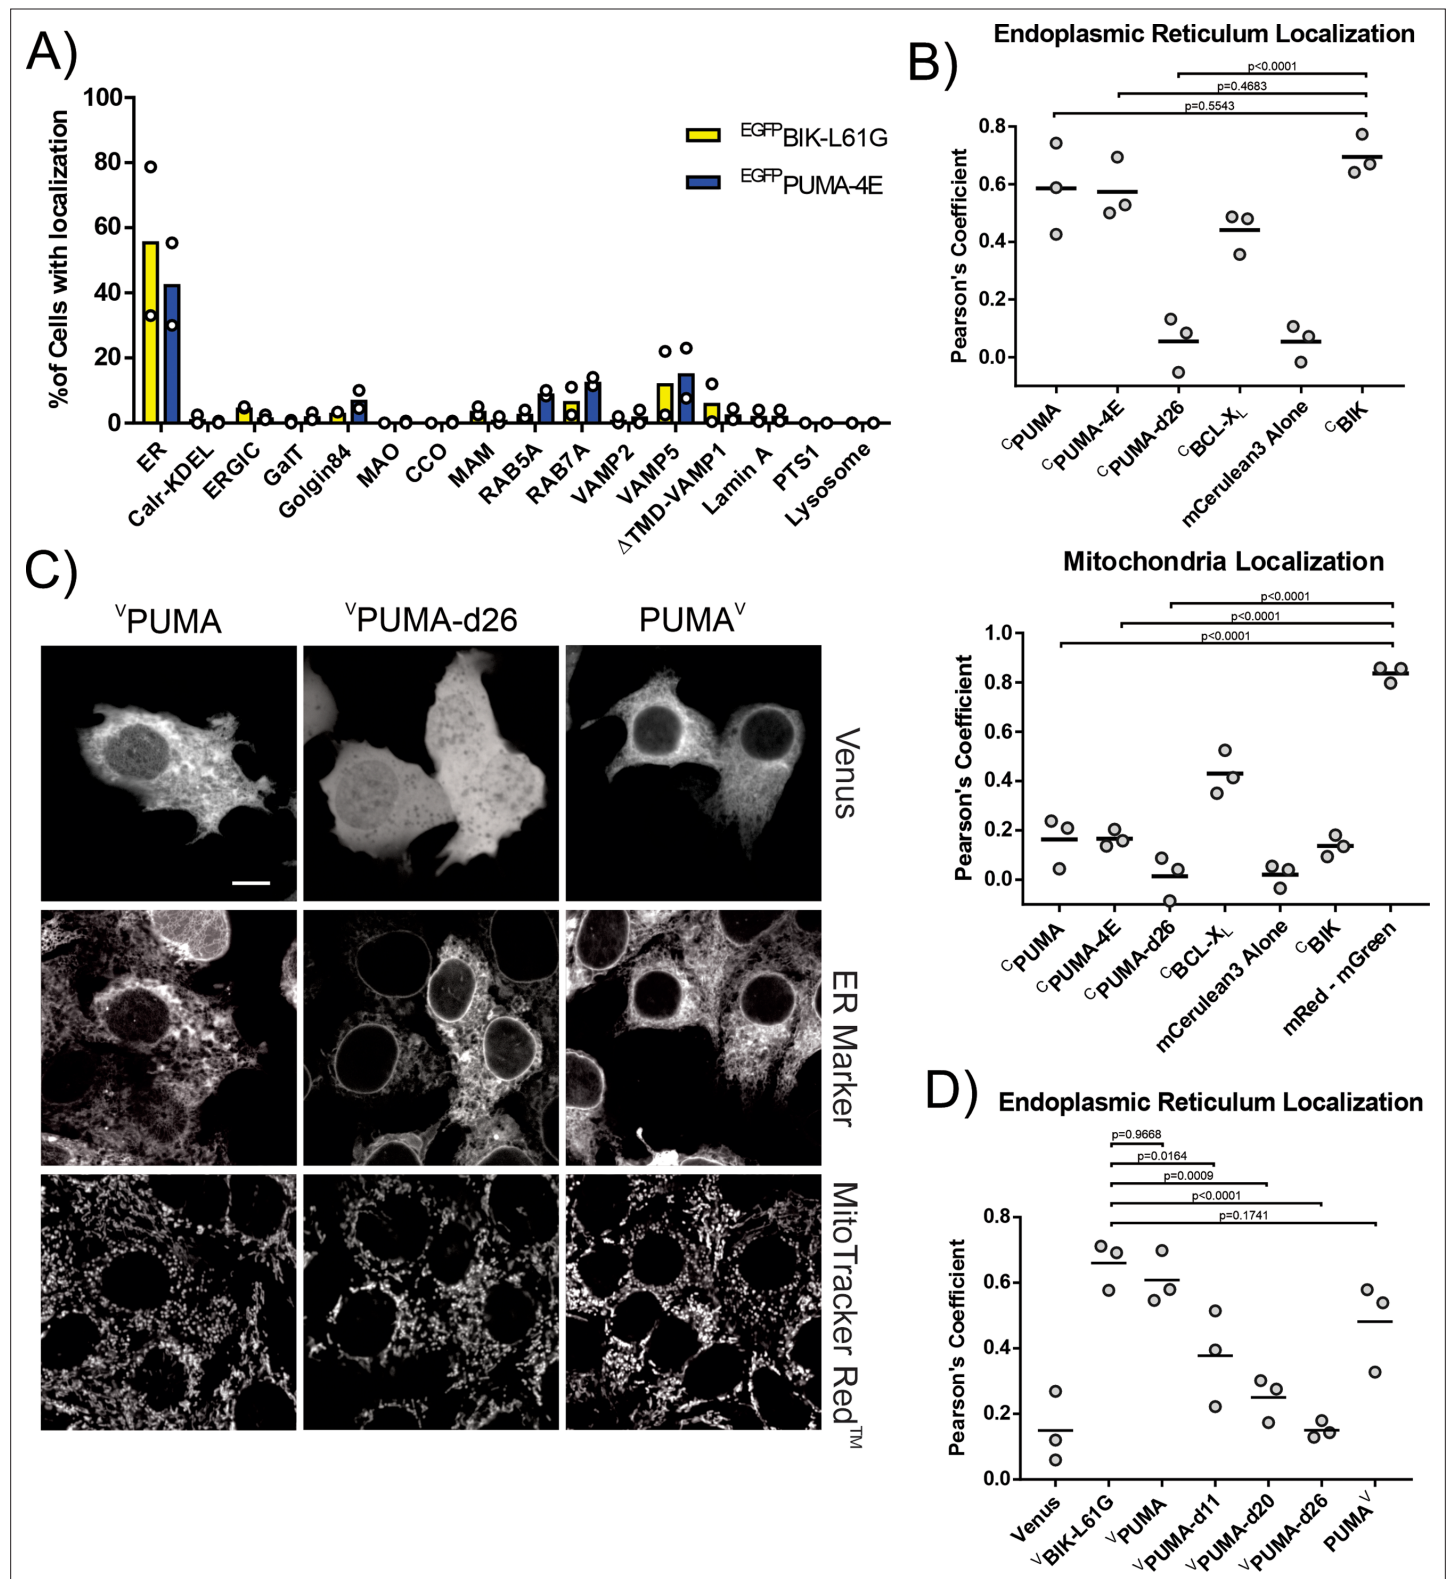 A)
100
80
60
40
20
0
%of Cells with localization
EGFPBIK-L61G
EGFPPUMA-4E
ER
Calr-KDEL
ERGIC
GalT
Golgin84
MAO
CCO
MAM
RAB5A
RAB7A
VAMP2
VAMP5
ΔTMD-VAMP1
Lamin A
PTS1
Lysosome
B)
Endoplasmic Reticulum Localization
p<0.0001
p=0.4683
p=0.5543
0.8
0.6
0.4
0.2
0.0
Pearson's Coefficient
CPUMA
CPUMA-4E
CPUMA-d26
CBCL-XL
mCerulean3 Alone
CBIK
Mitochondria Localization
p<0.0001
p<0.0001
p<0.0001
1.0
0.8
0.6
0.4
0.2
0.0
Pearson's Coefficient
CPUMA
CPUMA-4E
CPUMA-d26
CBCL-XL
mCerulean3 Alone
CBIK
mRed - mGreen
C)
VPUMA
VPUMA-d26
PUMAV
Venus
ER Marker
MitoTracker Red™
D)
Endoplasmic Reticulum Localization
p=0.9668
p=0.0164
p=0.0009
p<0.0001
p=0.1741
0.8
0.6
0.4
0.2
0.0
Pearson's Coefficient
Venus
VBIK-L61G
VPUMA
VPUMA-d11
VPUMA-d20
VPUMA-d26
PUMAV